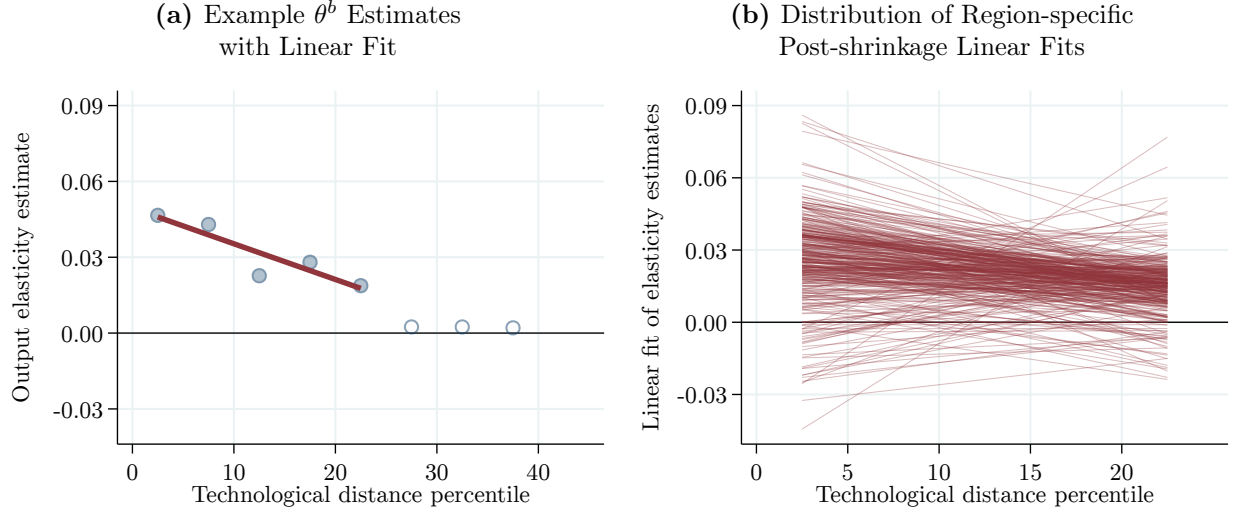 (a) Example θ^b Estimates
with Linear Fit
Output elasticity estimate
0.09
0.06
0.03
0.00
-0.03
0
10
20
30
40
Technological distance percentile
(b) Distribution of Region-specific
Post-shrinkage Linear Fits
Linear fit of elasticity estimates
0.09
0.06
0.03
0.00
-0.03
0
5
10
15
20
Technological distance percentile